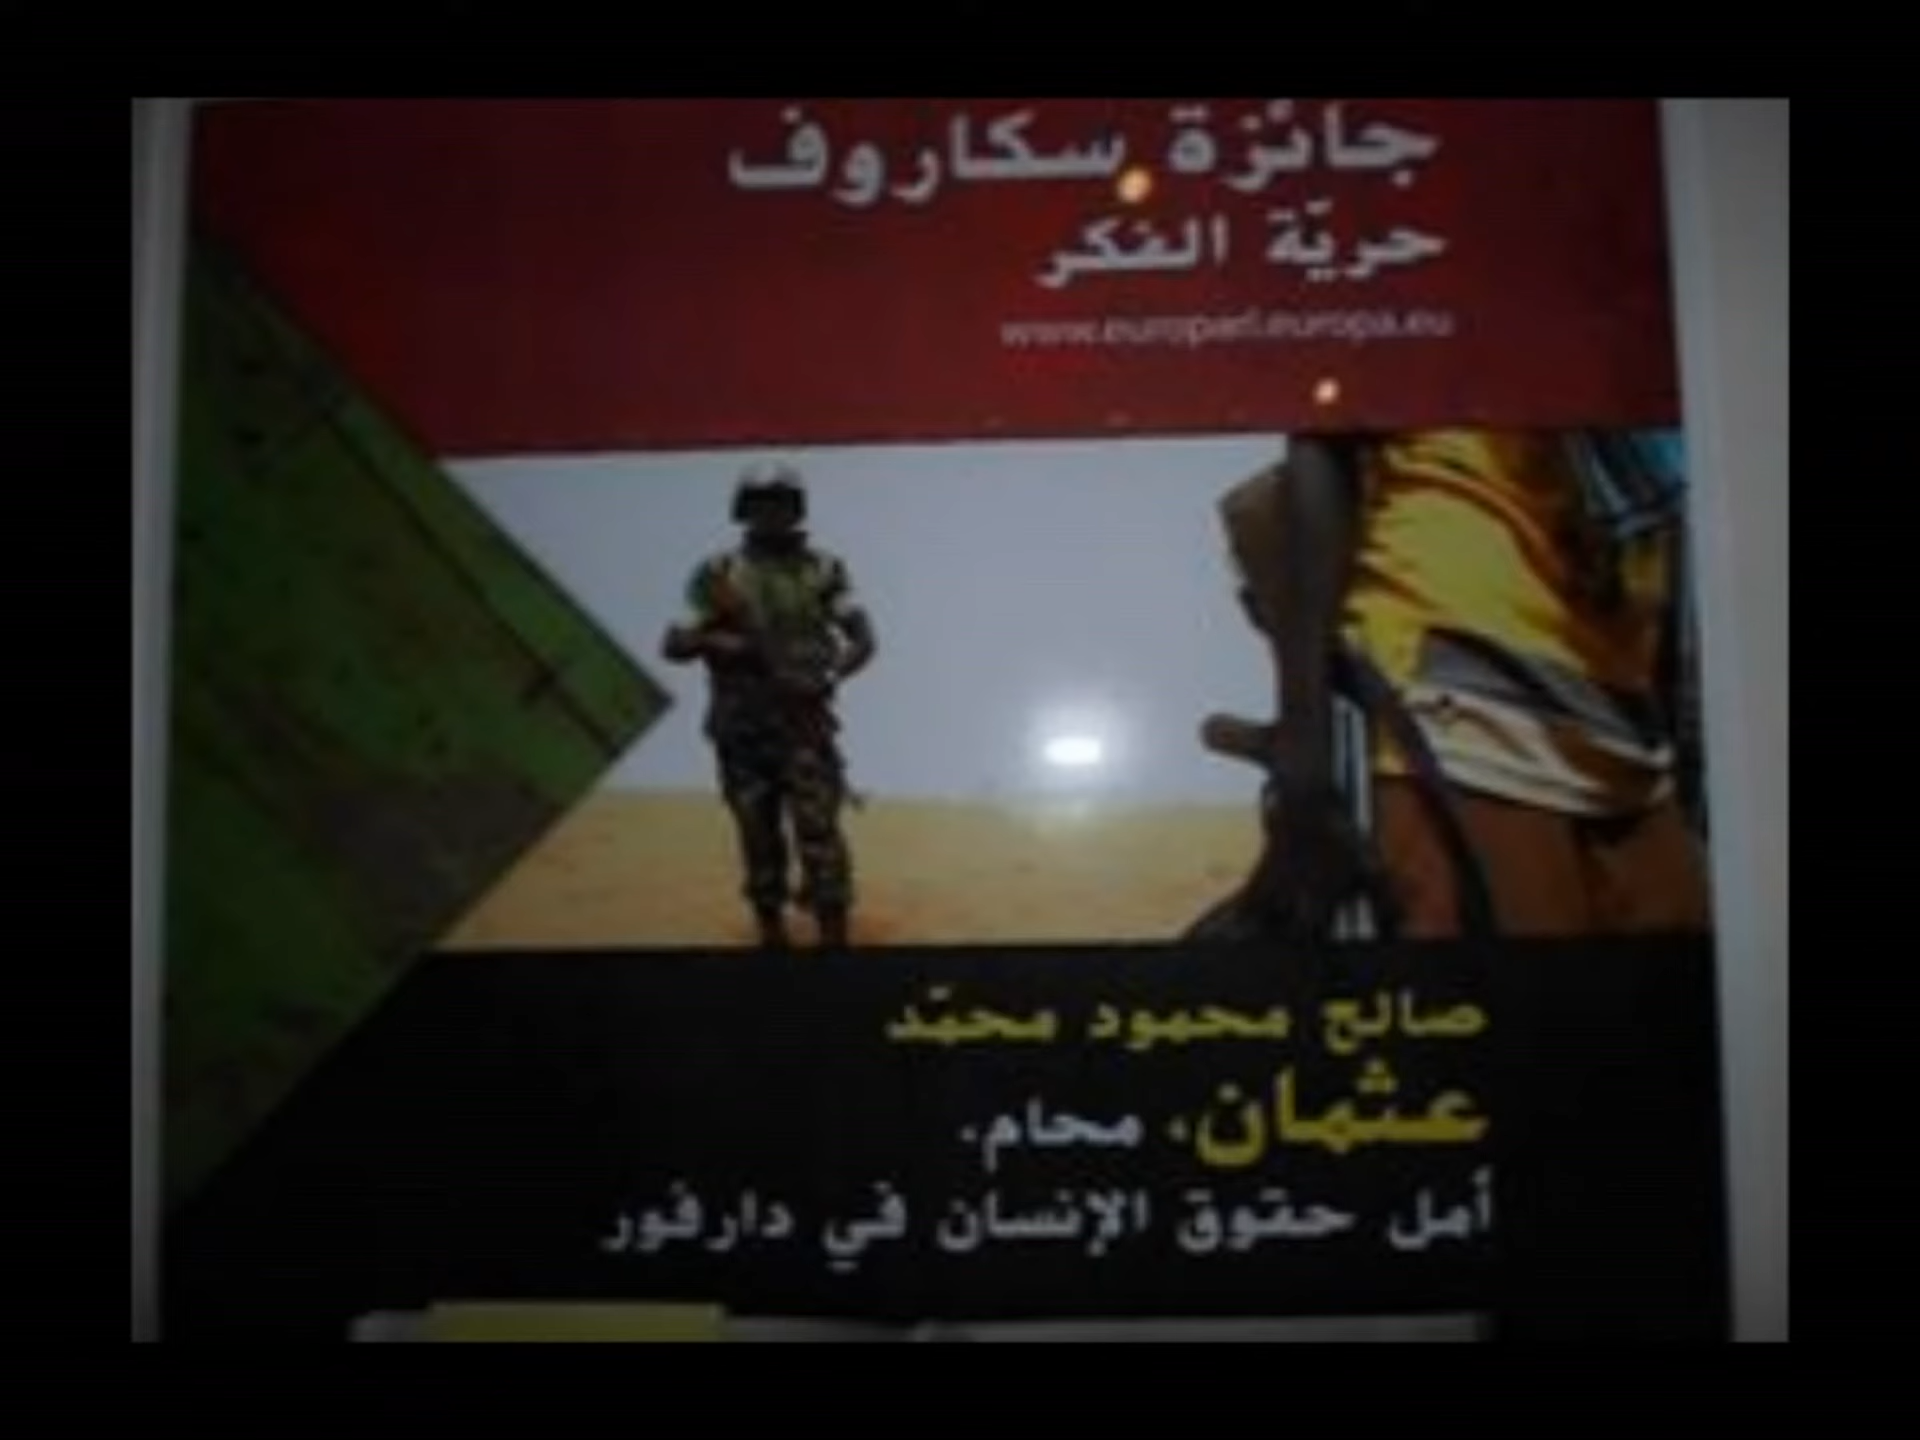 جائزة سكاروف
حريّة الفكر
www.europarl.europa.eu
صالح محمود محمّد
عثمان، محام.
أمل حقوق الإنسان في دارفور